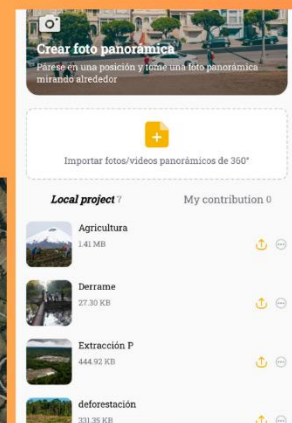 Crear foto panorámica
Párese en una posición y tome una foto panorámica
mirando alrededor
Importar fotos/videos panorámicos de 360°
Local project 7
My contribution 0
Agricultura
1.41 MB
Derrame
27.30 KB
Extracción P
444.92 KB
deforestación
331.35 KB